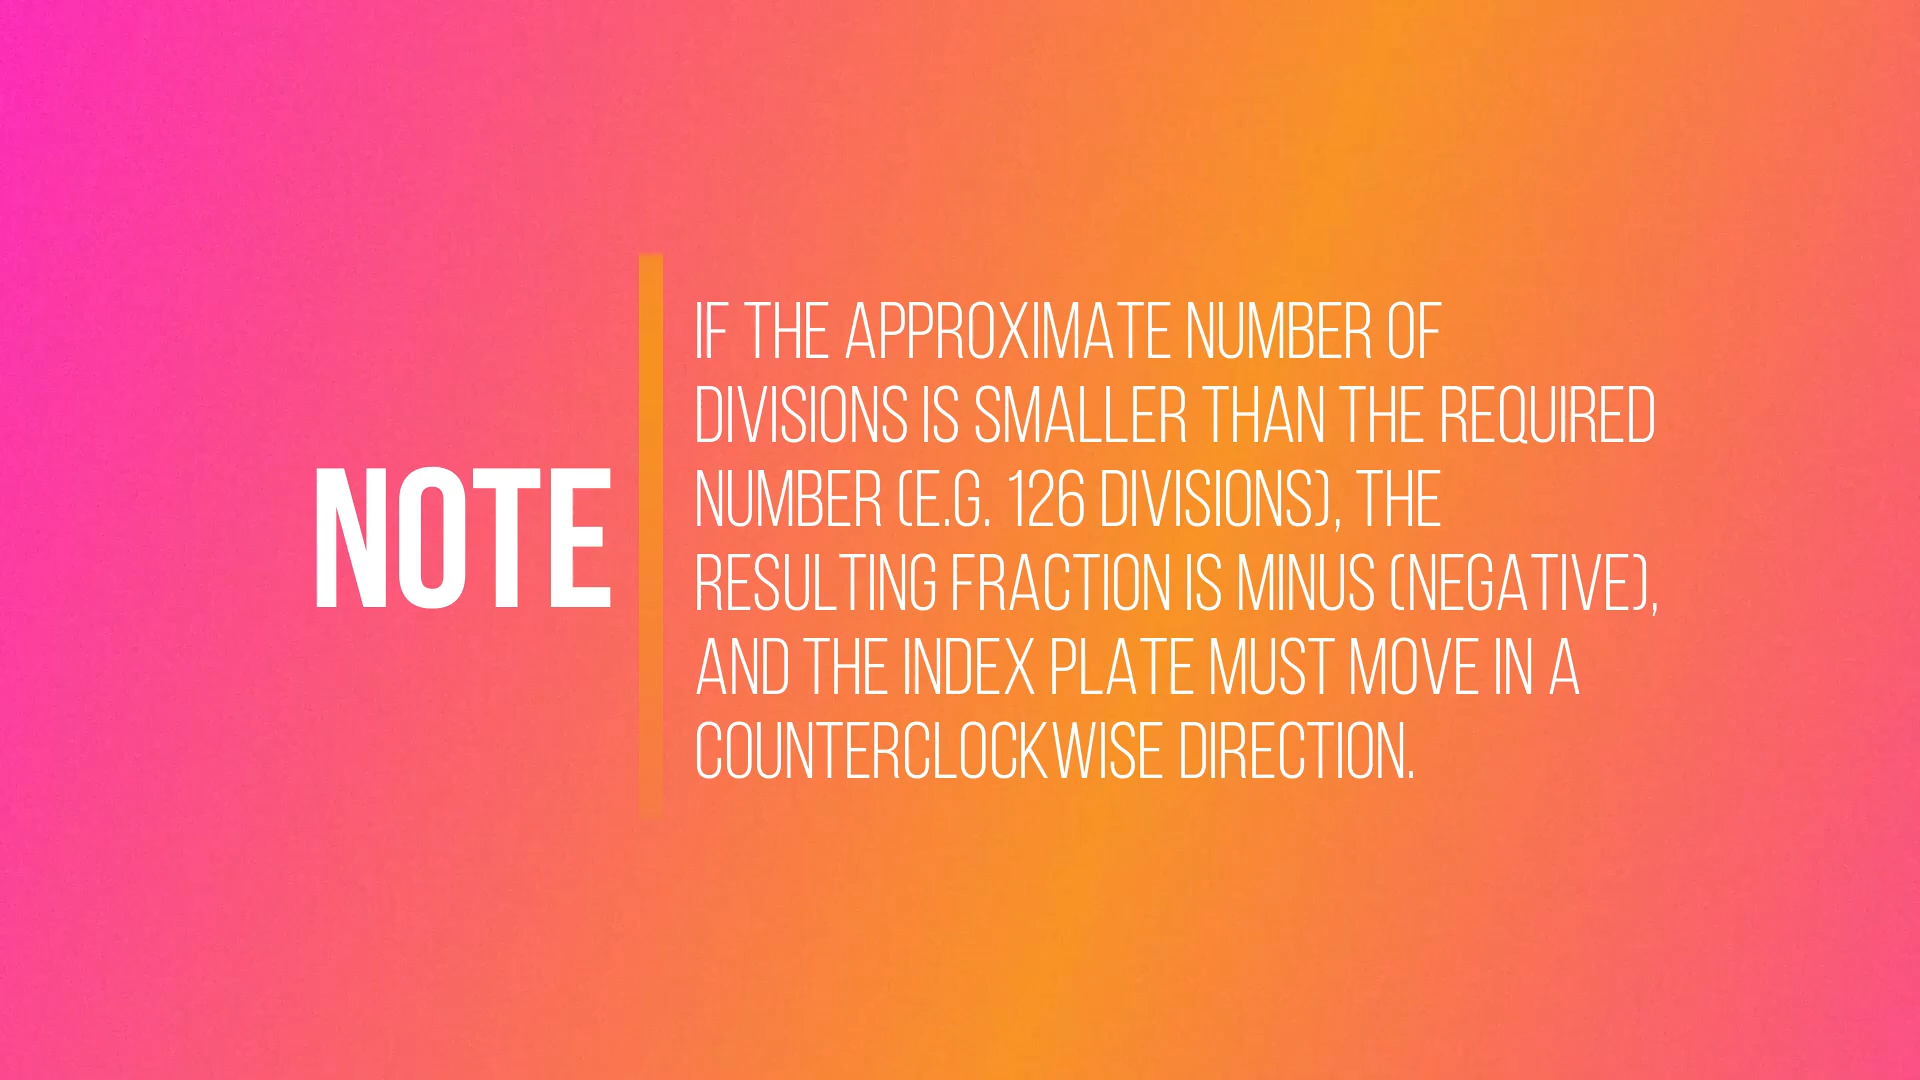 NOTE
IF THE APPROXIMATE NUMBER OF
DIVISIONS IS SMALLER THAN THE REQUIRED
NUMBER (E.G. 126 DIVISIONS), THE
RESULTING FRACTION IS MINUS (NEGATIVE),
AND THE INDEX PLATE MUST MOVE IN A
COUNTERCLOCKWISE DIRECTION.